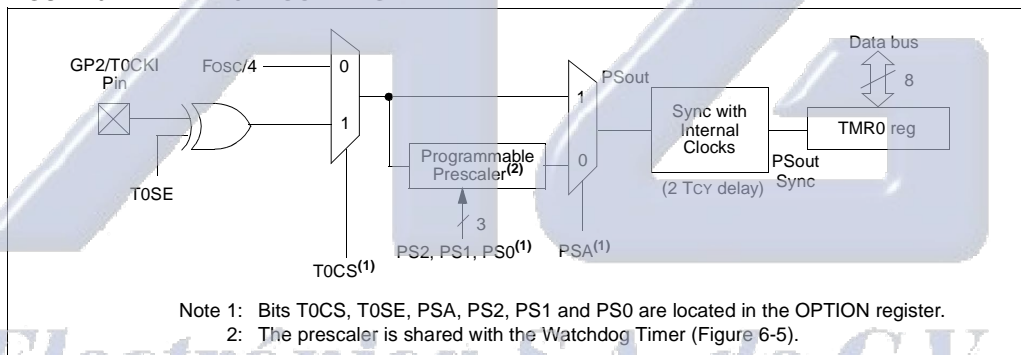 GP2/T0CKI
Pin
FOSC/4
0
1
T0SE
T0CS(1)
Programmable
Prescaler(2)
3
PS2, PS1, PS0(1)
1
0
PSout
PSA(1)
Sync with
Internal
Clocks
(2 TCY delay)
PSout
Sync
Data bus
8
TMR0 reg
Note 1: Bits T0CS, T0SE, PSA, PS2, PS1 and PS0 are located in the OPTION register.
2: The prescaler is shared with the Watchdog Timer (Figure 6-5).